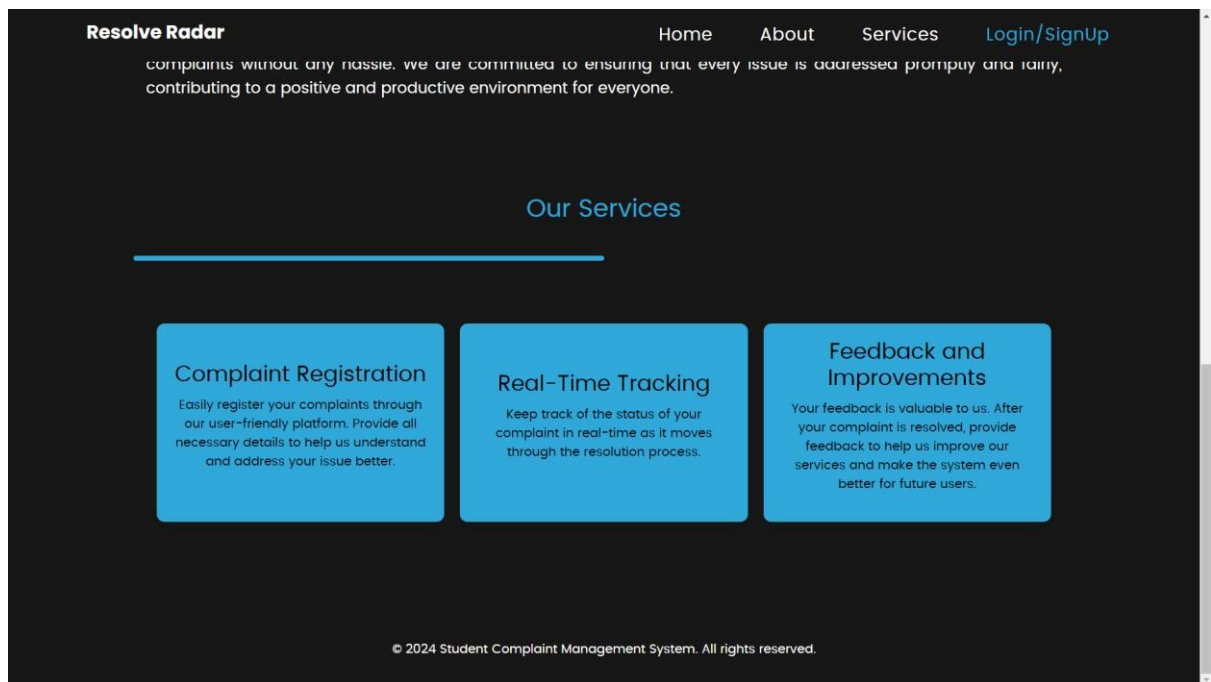 Resolve Radar
Home About Services Login/SignUp
complaints without any hassle. We are committed to ensuring that every issue is addressed promptly and fairly,
contributing to a positive and productive environment for everyone.
Our Services
Complaint Registration
Easily register your complaints through
our user-friendly platform. Provide all
necessary details to help us understand
and address your issue better.
Real-Time Tracking
Keep track of the status of your
complaint in real-time as it moves
through the resolution process.
Feedback and
Improvements
Your feedback is valuable to us. After
your complaint is resolved, provide
feedback to help us improve our
services and make the system even
better for future users.
© 2024 Student Complaint Management System. All rights reserved.